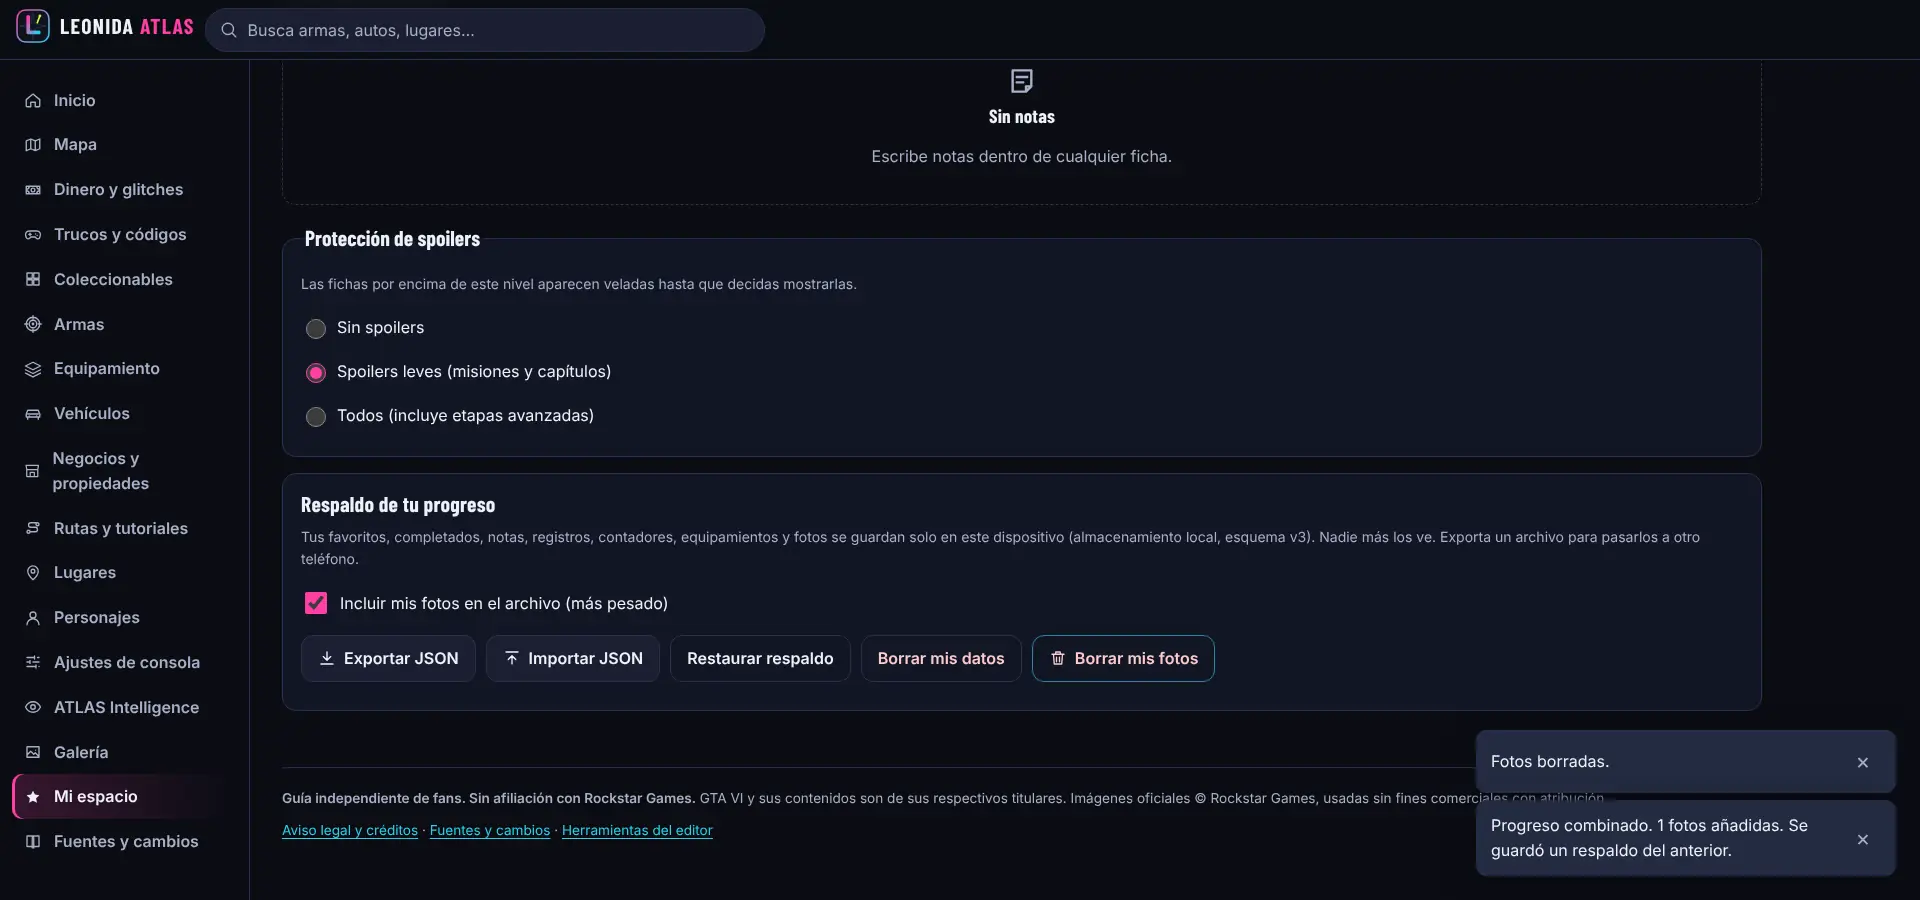 LEONIDA ATLAS
Busca armas, autos, lugares...
Inicio
Mapa
Dinero y glitches
Trucos y códigos
Coleccionables
Armas
Equipamiento
Vehículos
Negocios y
propiedades
Rutas y tutoriales
Lugares
Personajes
Ajustes de consola
ATLAS Intelligence
Galería
Mi espacio
Fuentes y cambios
Sin notas
Escribe notas dentro de cualquier ficha.
Protección de spoilers
Las fichas por encima de este nivel aparecen veladas hasta que decidas mostrarlas.
Sin spoilers
Spoilers leves (misiones y capítulos)
Todos (incluye etapas avanzadas)
Respaldo de tu progreso
Tus favoritos, completados, notas, registros, contadores, equipamientos y fotos se guardan solo en este dispositivo (almacenamiento local, esquema v3). Nadie más los ve. Exporta un archivo para pasarlos a otro
teléfono.
Incluir mis fotos en el archivo (más pesado)
Exportar JSON Importar JSON Restaurar respaldo Borrar mis datos Borrar mis fotos
Guía independiente de fans. Sin afiliación con Rockstar Games. GTA VI y sus contenidos son de sus respectivos titulares. Imágenes oficiales © Rockstar Games, usadas sin fines comerciales con atribución.
Aviso legal y créditos · Fuentes y cambios · Herramientas del editor
Fotos borradas.
Progreso combinado. 1 fotos añadidas. Se
guardó un respaldo del anterior.